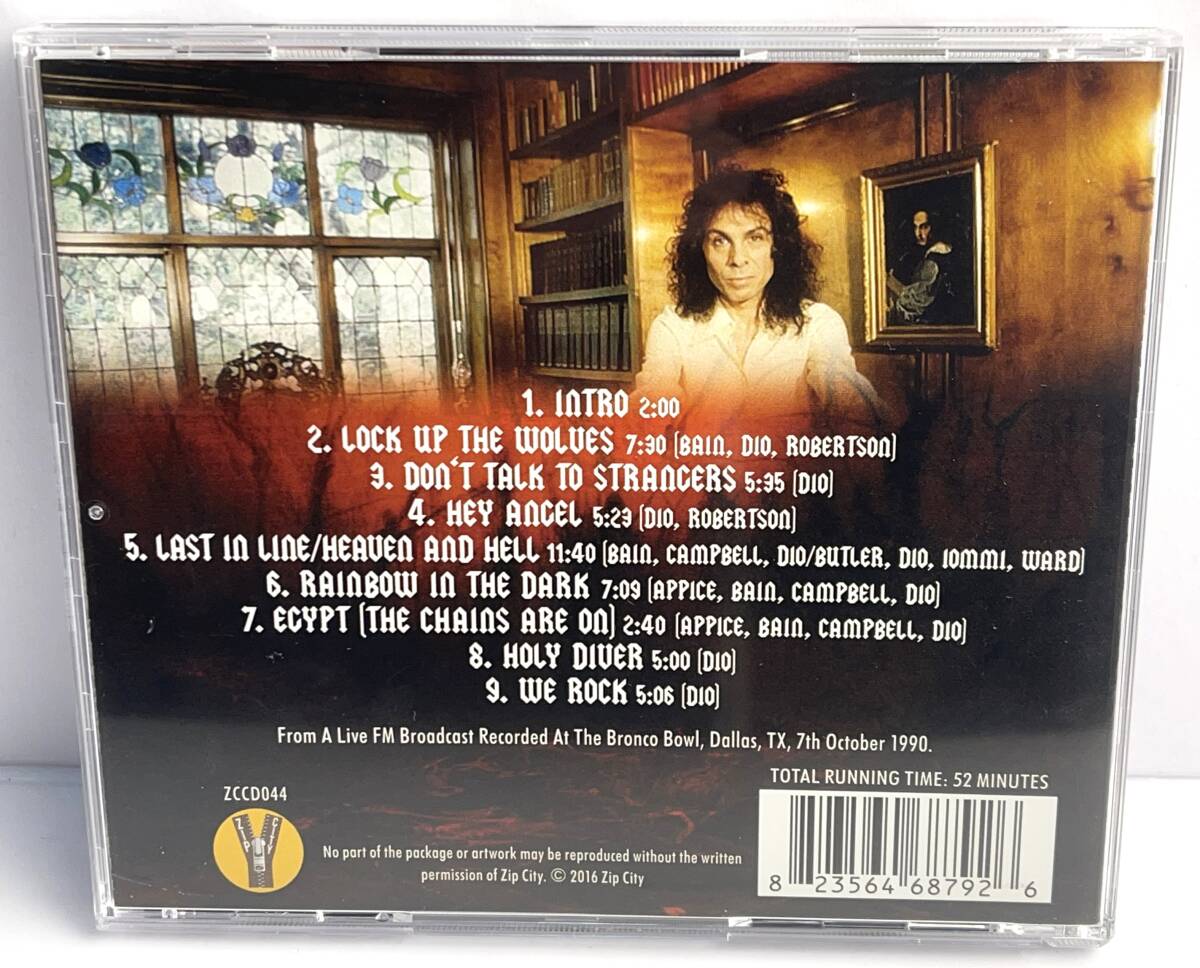 1. INTRO 2:00
2. LOCK UP THE WOLVES 7:30 (BAIN, DIO, ROBERTSON)
3. DON'T TALK TO STRANGERS 5:35 (DIO)
4. HEY ANGEL 5:23 (DIO, ROBERTSON)
5. LAST IN LINE/HEAVEN AND HELL 11:40 (BAIN, CAMPBELL, DIO/BUTLER, DIO, IOMMI, WARD)
6. RAINBOW IN THE DARK 7:09 (APPICE, BAIN, CAMPBELL, DIO)
7. EGYPT (THE CHAINS ARE ON) 2:40 (APPICE, BAIN, CAMPBELL, DIO)
8. HOLY DIVER 5:00 (DIO)
9. WE ROCK 5:06 (DIO)
From A Live FM Broadcast Recorded At The Bronco Bowl, Dallas, TX, 7th October 1990.
TOTAL RUNNING TIME: 52 MINUTES
ZCCD044
ZIP CITY
No part of the package or artwork may be reproduced without the written
permission of Zip City. © 2016 Zip City
8 23564 68792 6